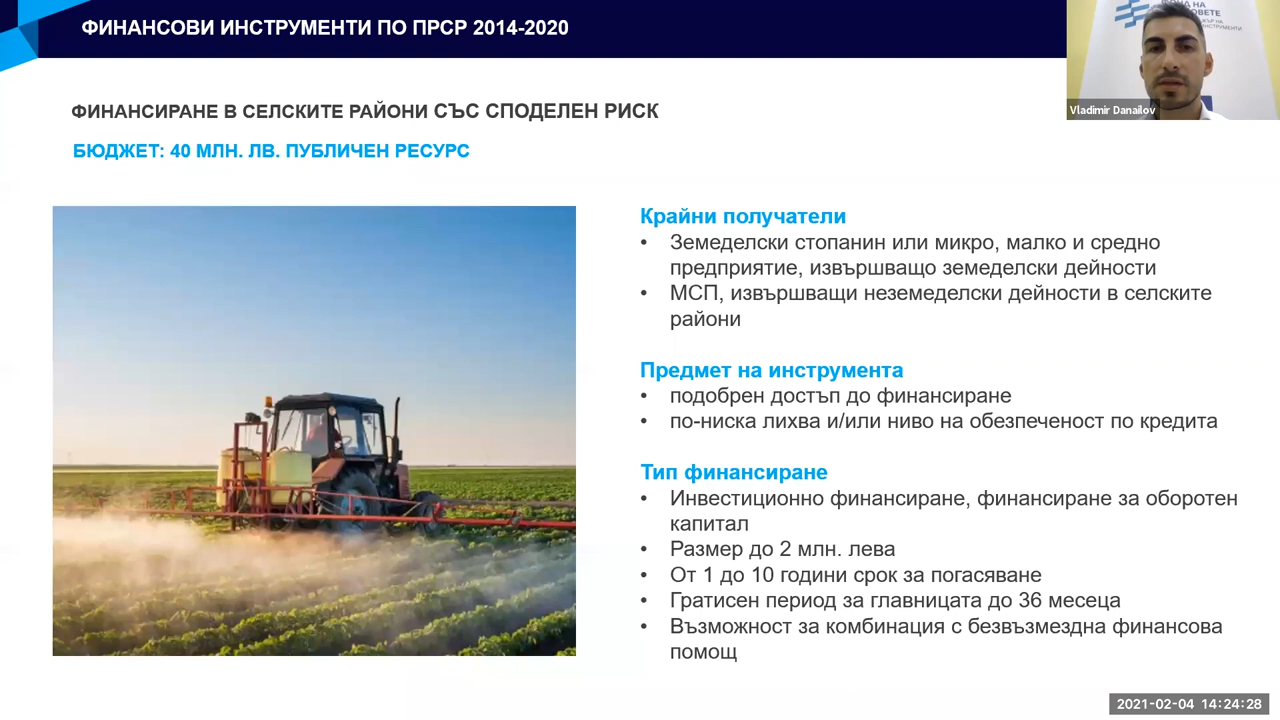 ФИНАНСОВИ ИНСТРУМЕНТИ ПО ПРСР 2014-2020
Vladimir Danailov
ФИНАНСИРАНЕ В СЕЛСКИТЕ РАЙОНИ СЪС СПОДЕЛЕН РИСК
БЮДЖЕТ: 40 МЛН. ЛВ. ПУБЛИЧЕН РЕСУРС
Крайни получатели
• Земеделски стопанин или микро, малко и средно
предприятие, извършващо земеделски дейности
• МСП, извършващи неземеделски дейности в селските
райони
Предмет на инструмента
• подобрен достъп до финансиране
• по-ниска лихва и/или ниво на обезпеченост по кредита
Тип финансиране
• Инвестиционно финансиране, финансиране за оборотен
капитал
• Размер до 2 млн. лева
• От 1 до 10 години срок за погасяване
• Гратисен период за главницата до 36 месеца
• Възможност за комбинация с безвъзмездна финансова
помощ
2021-02-04 14:24:28